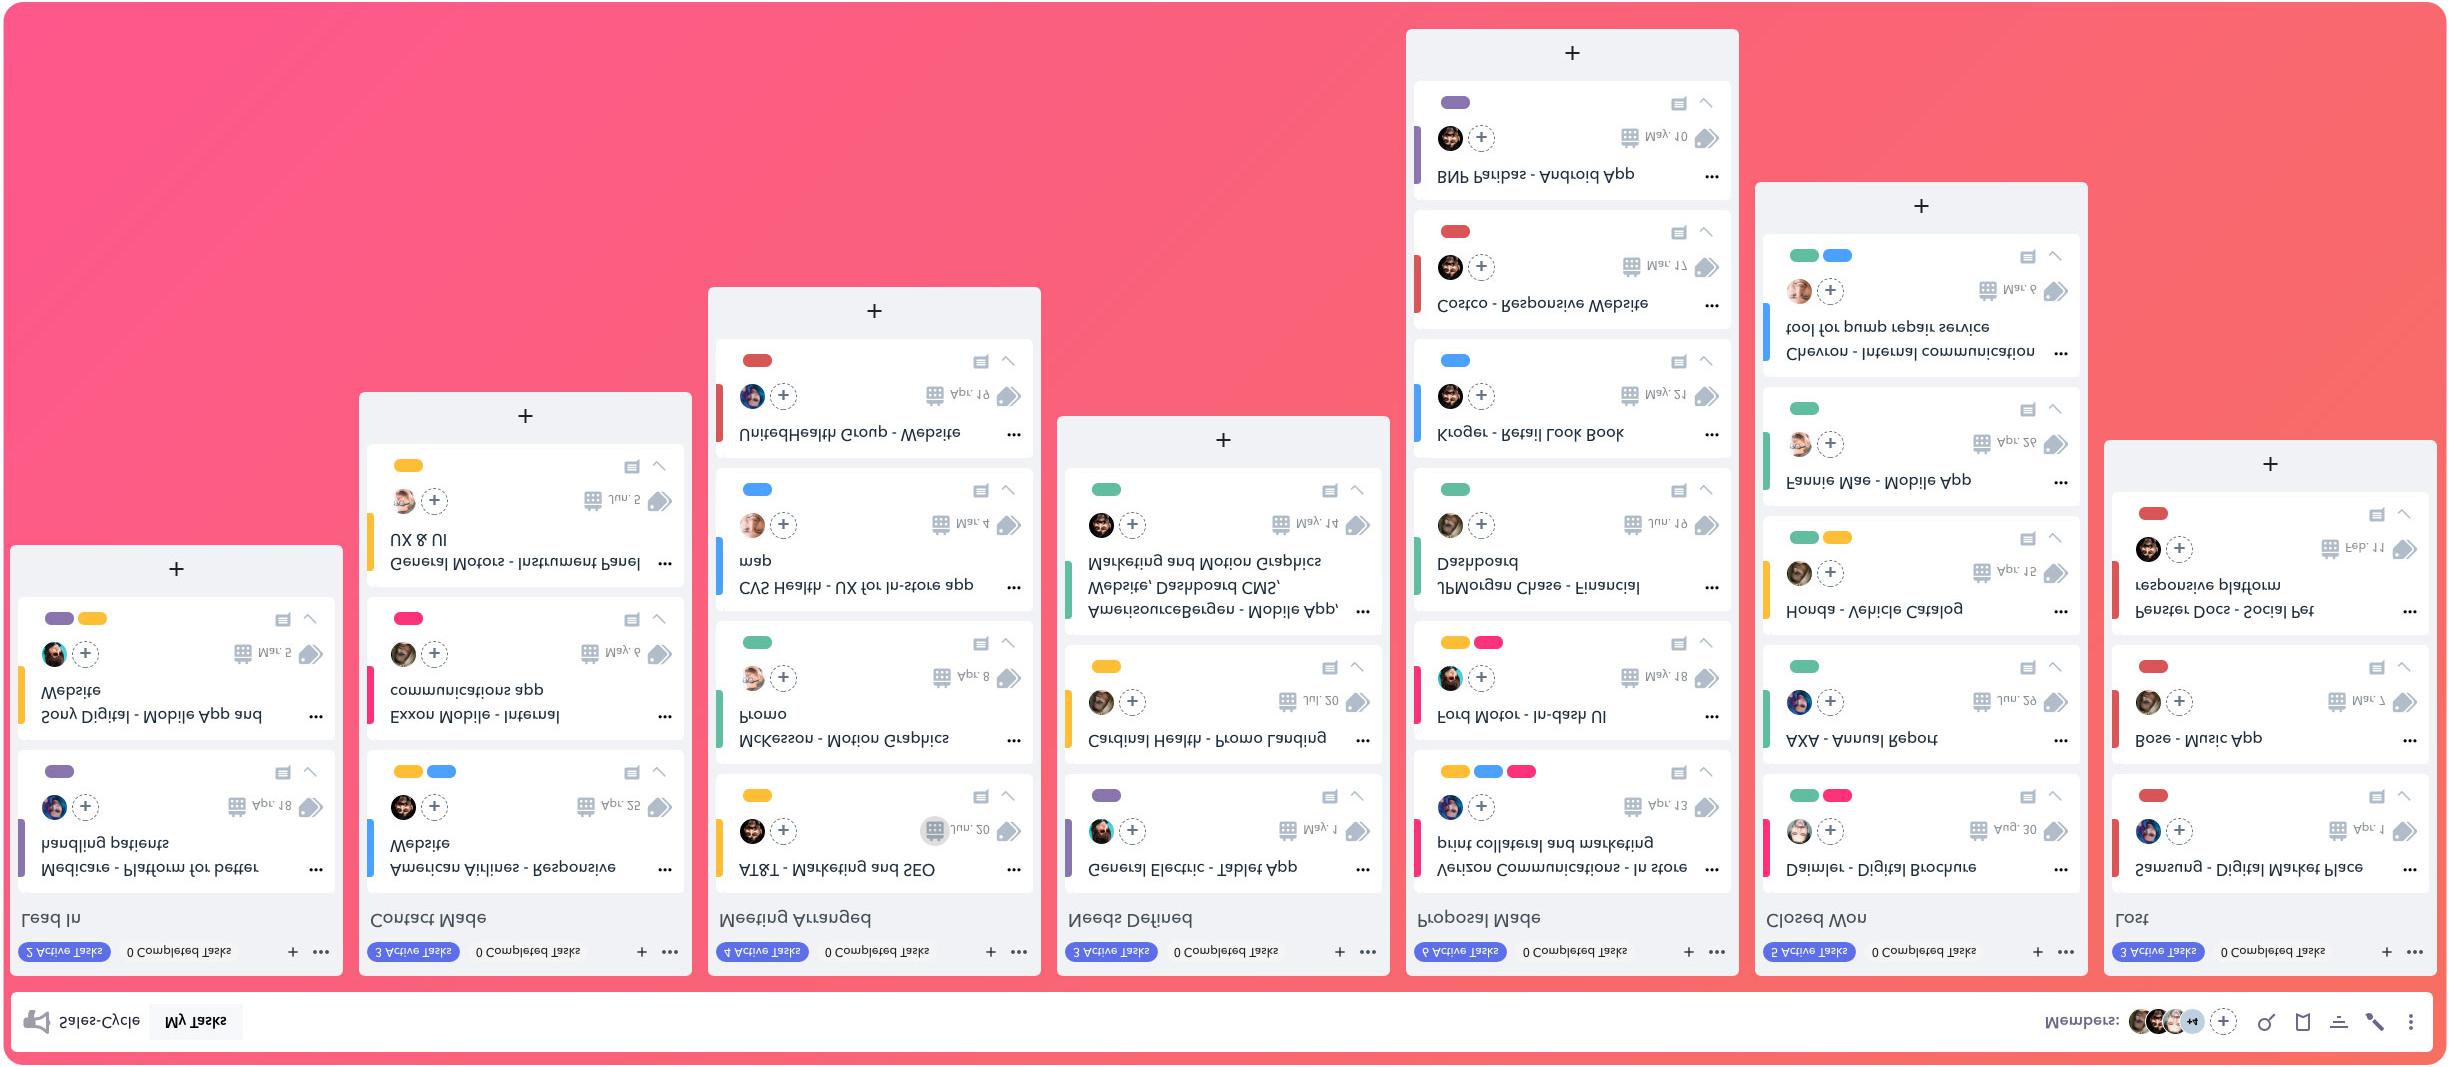 Sales-Cycle
My Tasks
Members:
+4
2 Active Tasks
0 Completed Tasks
Lead In
Medicare - Platform for better
handling patients
Apr. 18
Sony Digital - Mobile App and
Website
Mar. 5
3 Active Tasks
0 Completed Tasks
Contact Made
American Airlines - Responsive
Website
Apr. 25
Exxon Mobile - Internal
communications app
May. 6
General Motors - Instrument Panel
UX & UI
Jun. 5
4 Active Tasks
0 Completed Tasks
Meeting Arranged
AT&T - Marketing and SEO
Jun. 20
McKesson - Motion Graphics
Promo
Apr. 8
CVS Health - UX for In-store app
map
Mar. 4
UnitedHealth Group - Website
Apr. 19
3 Active Tasks
0 Completed Tasks
Needs Defined
General Electric - Tablet App
May. 1
Cardinal Health - Promo Landing
Jul. 20
AmerisourceBergen - Mobile App,
Website, Dashboard CMS,
Marketing and Motion Graphics
May. 14
6 Active Tasks
0 Completed Tasks
Proposal Made
Verizon Communications - In store
print collateral and marketing
Apr. 13
Ford Motor - In-dash UI
May. 18
JPMorgan Chase - Financial
Dashboard
Jun. 19
Kroger - Retail Look Book
May. 21
Costco - Responsive Website
Mar. 17
BNP Paribas - Android App
May. 10
5 Active Tasks
0 Completed Tasks
Closed Won
Daimler - Digital Brochure
Aug. 30
AXA - Annual Report
Jun. 29
Honda - Vehicle Catalog
Apr. 15
Fannie Mae - Mobile App
Apr. 26
Chevron - Internal communication
tool for pump repair service
Mar. 6
3 Active Tasks
0 Completed Tasks
Lost
Samsung - Digital Market Place
Apr. 1
Bose - Music App
Mar. 7
Penster Docs - Social Pet
responsive platform
Feb. 11